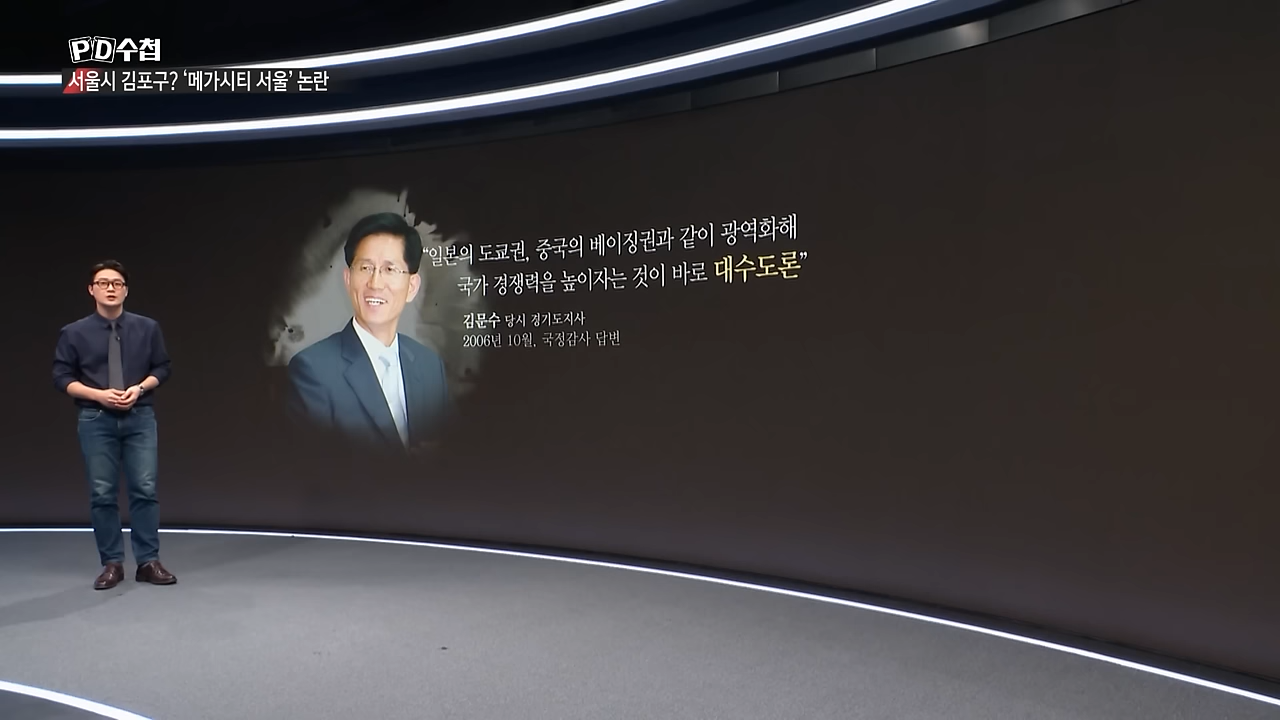 PD수첩
서울시 김포구? ‘메가시티 서울’ 논란
“일본의 도쿄권, 중국의 베이징권과 같이 광역화해
국가 경쟁력을 높이자는 것이 바로 대수도론”
김문수 당시 경기도지사
2006년 10월, 국정감사 답변